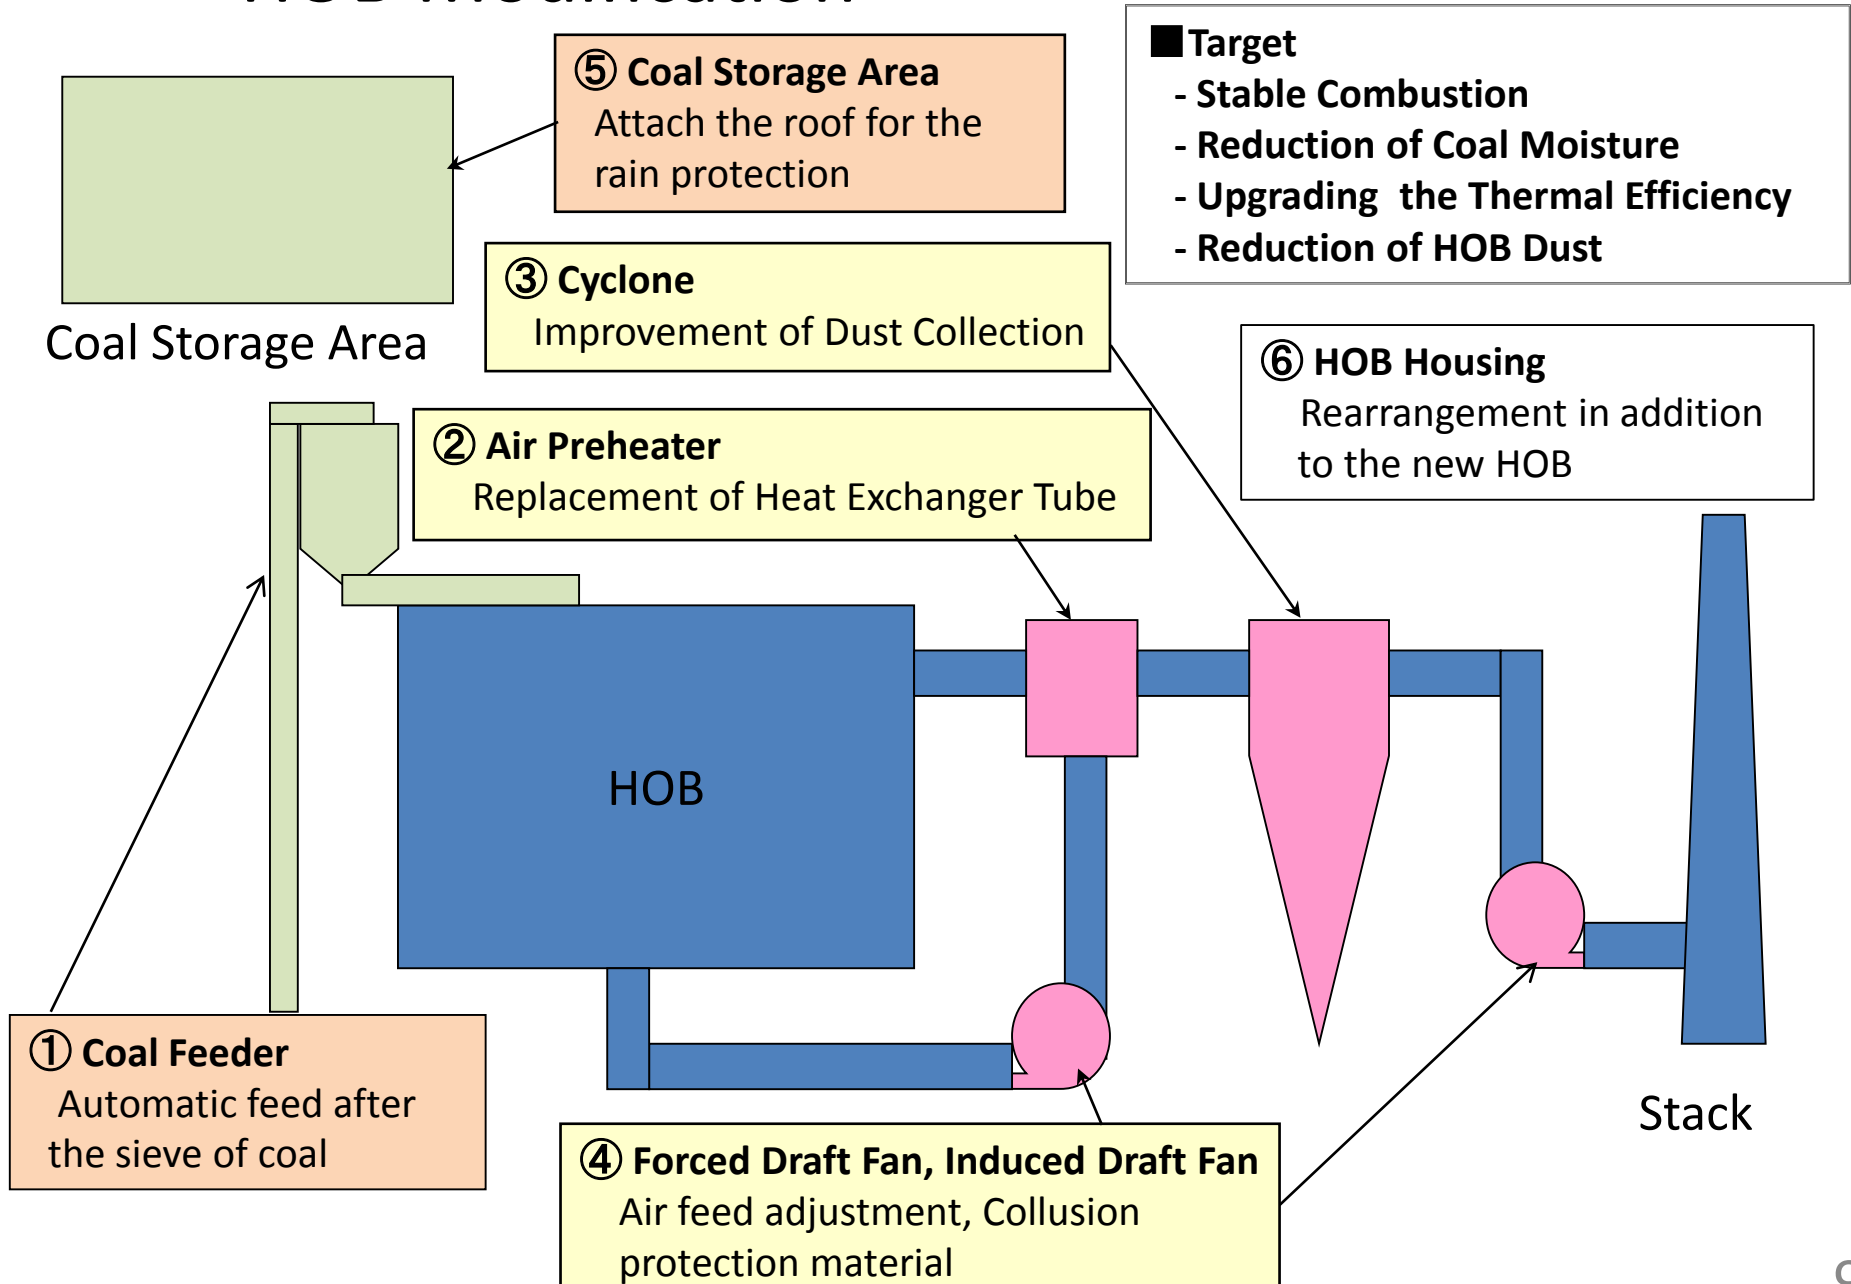 ⑤ Coal Storage Area
Attach the roof for the
rain protection
■Target
- Stable Combustion
- Reduction of Coal Moisture
- Upgrading the Thermal Efficiency
- Reduction of HOB Dust
Coal Storage Area
③ Cyclone
Improvement of Dust Collection
② Air Preheater
Replacement of Heat Exchanger Tube
⑥ HOB Housing
Rearrangement in addition
to the new HOB
HOB
① Coal Feeder
Automatic feed after
the sieve of coal
④ Forced Draft Fan, Induced Draft Fan
Air feed adjustment, Collusion
protection material
Stack